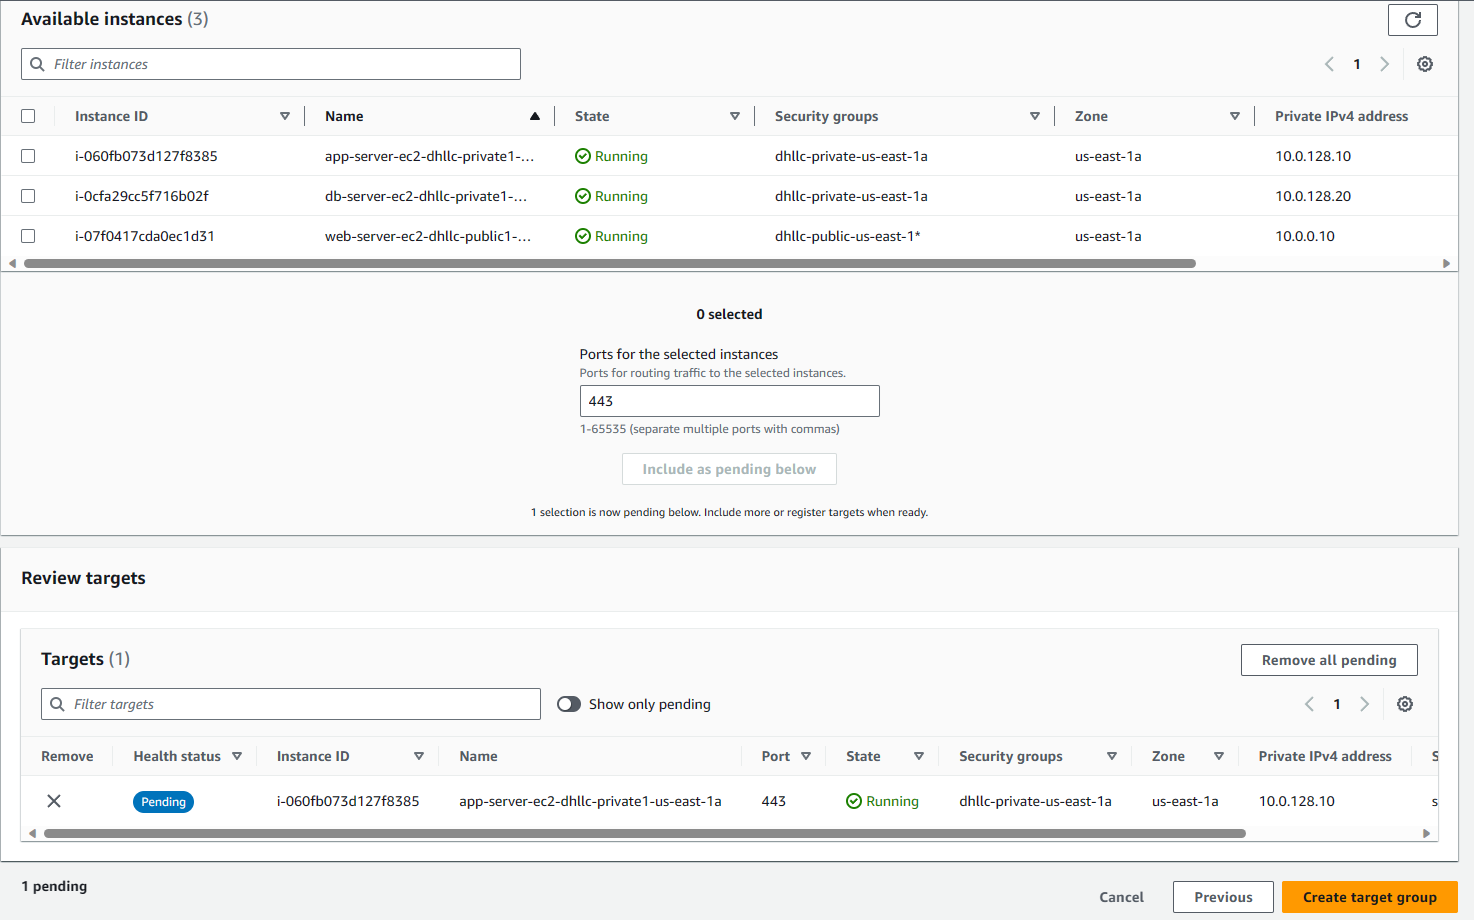 Available instances (3)
Filter instances
1
Instance ID Name State Security groups Zone Private IPv4 address
i-060fb073d127f8385 app-server-ec2-dhllc-private1-... Running dhllc-private-us-east-1a us-east-1a 10.0.128.10
i-0cfa29cc5f716b02f db-server-ec2-dhllc-private1-... Running dhllc-private-us-east-1a us-east-1a 10.0.128.20
i-07f0417cda0ec1d31 web-server-ec2-dhllc-public1-... Running dhllc-public-us-east-1* us-east-1a 10.0.0.10
0 selected
Ports for the selected instances
Ports for routing traffic to the selected instances.
443
1-65535 (separate multiple ports with commas)
Include as pending below
1 selection is now pending below. Include more or register targets when ready.
Review targets
Targets (1)
Remove all pending
Filter targets
Show only pending
1
Remove Health status Instance ID Name Port State Security groups Zone Private IPv4 address S
Pending i-060fb073d127f8385 app-server-ec2-dhllc-private1-us-east-1a 443 Running dhllc-private-us-east-1a us-east-1a 10.0.128.10 s
1 pending
Cancel
Previous
Create target group